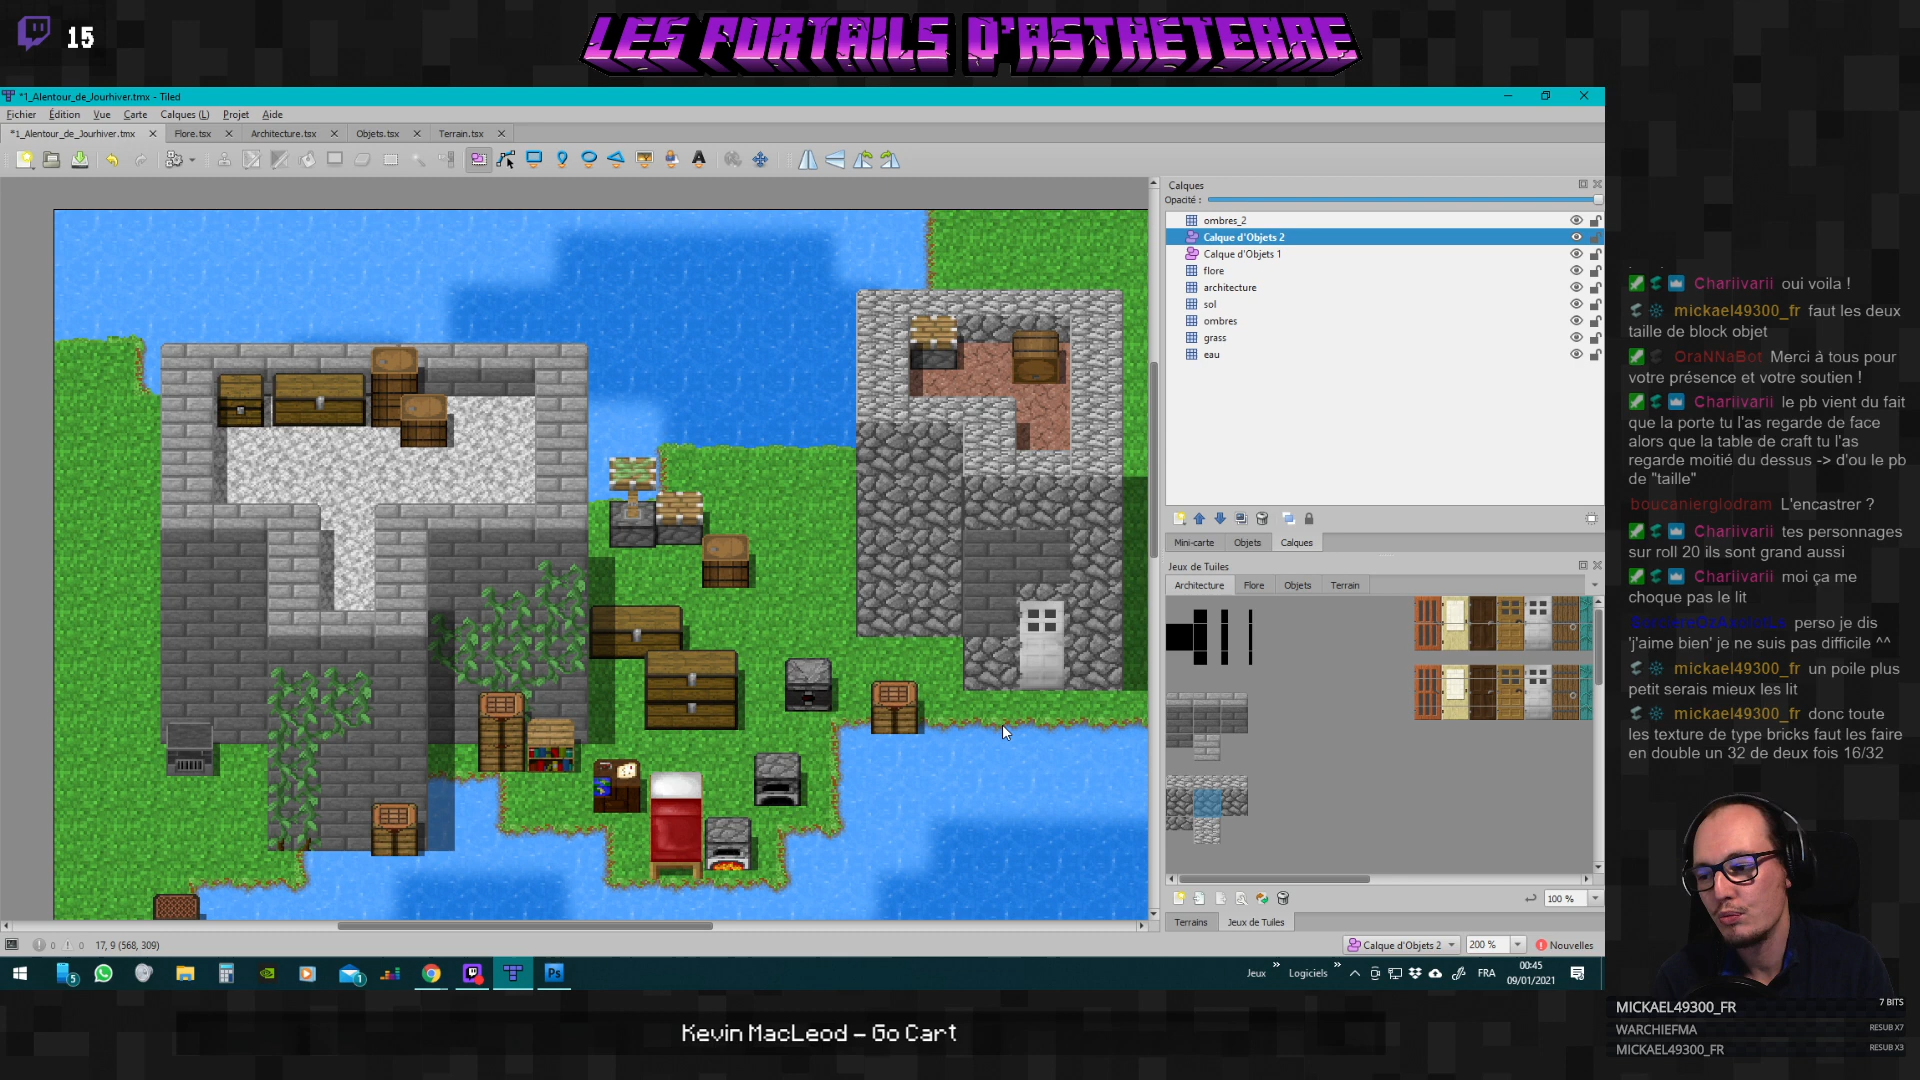 15
LES PORTAILS D'ASTRETERRE
*1_Alentour_de_Jourhiver.tmx - Tiled
Fichier Édition Vue Carte Calques (L) Projet Aide
*1_Alentour_de_Jourhiver.tmx Flore.tsx Architecture.tsx Objets.tsx Terrain.tsx
Calques
Opacité :
ombres_2
Calque d'Objets 2
Calque d'Objets 1
flore
architecture
sol
ombres
grass
eau
Mini-carte Objets Calques
Jeux de Tuiles
Architecture Flore Objets Terrain
100 %
Terrains Jeux de Tuiles
0 0 17, 9 (568, 309)
Calque d'Objets 2 200 % Nouvelles
5 1 Ps Jeux Logiciels FRA
00:45
09/01/2021
Chariivarii oui voila !
mickael49300_fr faut les deux
taille de block objet
OraNNaBot Merci à tous pour
votre présence et votre soutien !
Chariivarii le pb vient du fait
que la porte tu l'as regarde de face
alors que la table de craft tu l'as
regarde moitié du dessus -> d'ou le pb
de "taille"
boucanierglodram L'encastrer ?
Chariivarii tes personnages
sur roll 20 ils sont grand aussi
Chariivarii moi ça me
choque pas le lit
perso je dis
'j'aime bien' je ne suis pas difficile ^^
mickael49300_fr un poile plus
petit serais mieux les lit
mickael49300_fr donc toute
les texture de type bricks faut les faire
en double un 32 de deux fois 16/32
MICKAEL49300_FR 7 BITS
WARCHIEFMA RESUB X7
MICKAEL49300_FR RESUB X3
Kevin MacLeod – Go Cart